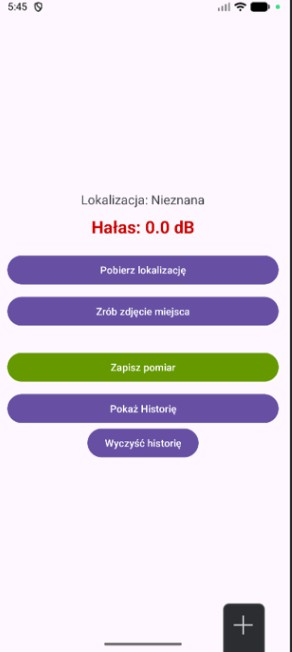 5:45
Lokalizacja: Nieznana
Hałas: 0.0 dB
Pobierz lokalizację
Zrób zdjęcie miejsca
Zapisz pomiar
Pokaż Historię
Wyczyść historię